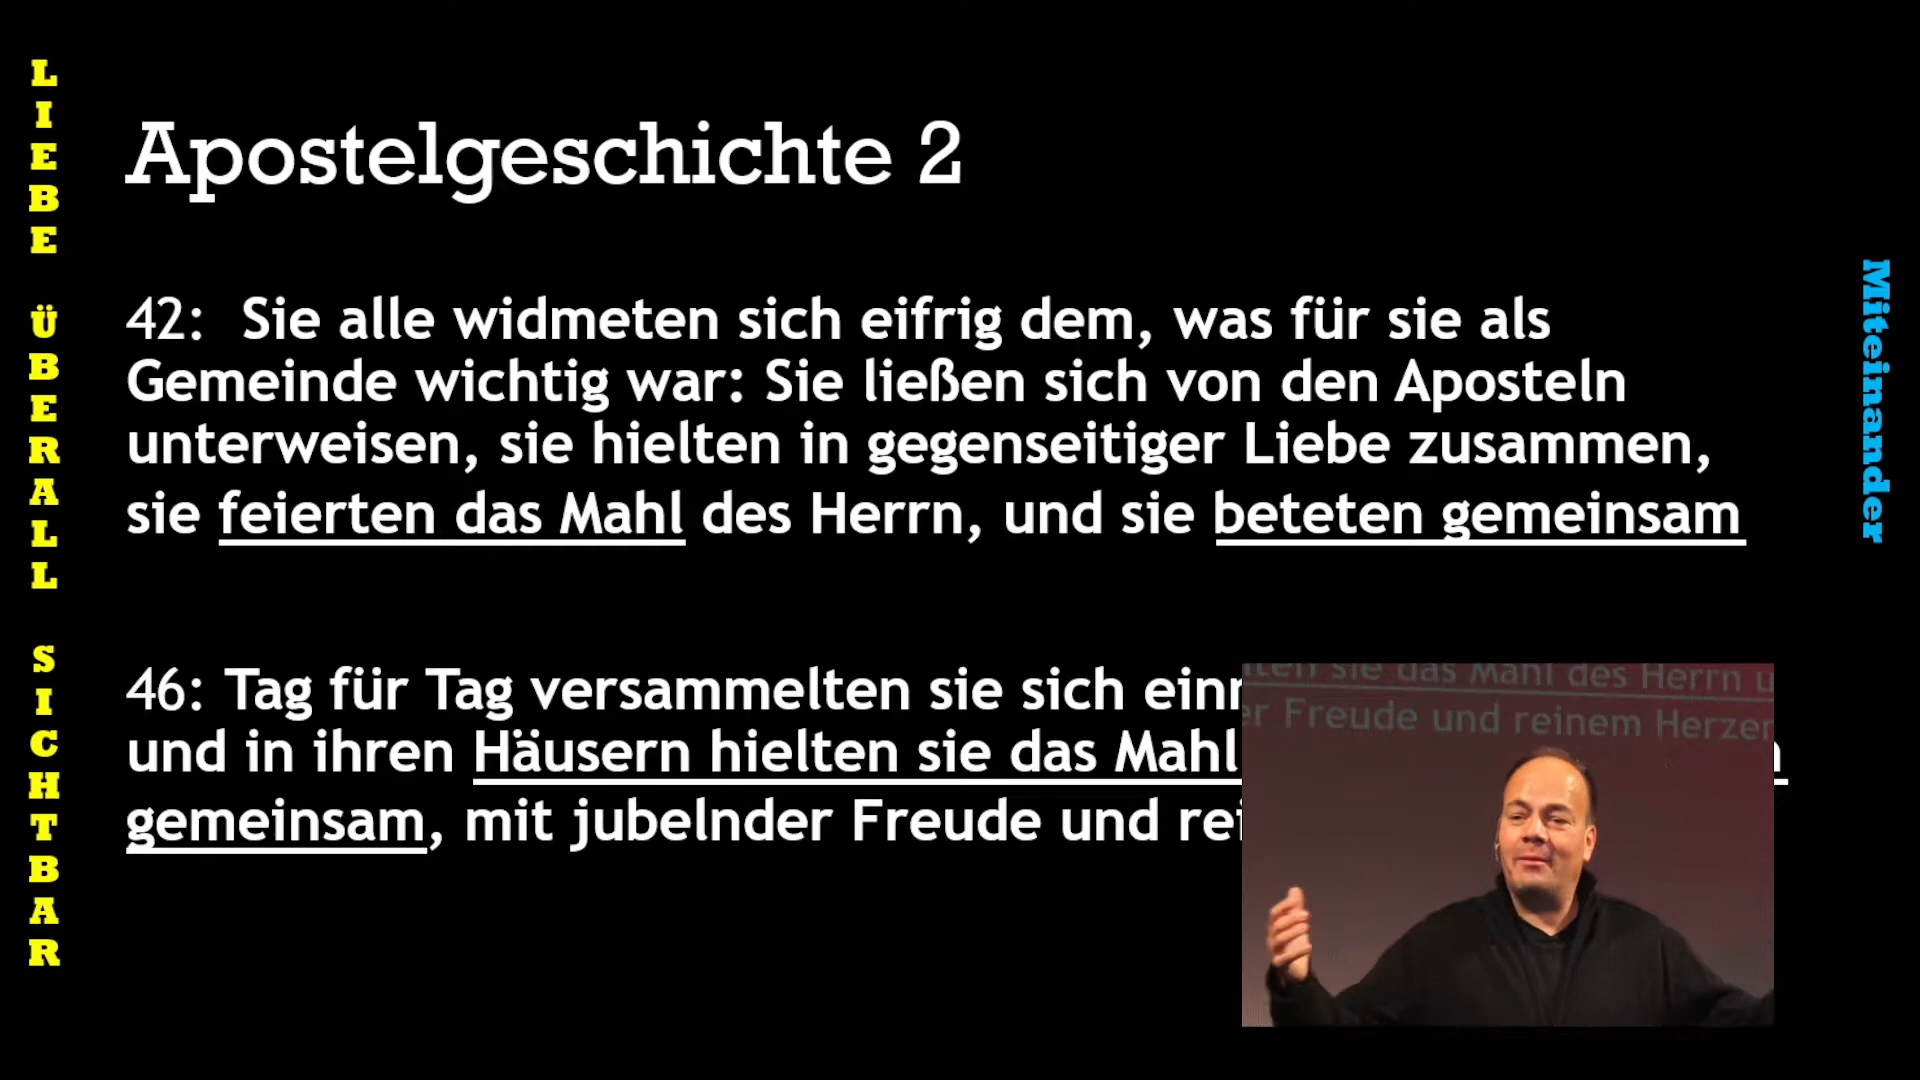 LIEBE ÜBERALL SICHTBAR
Apostelgeschichte 2
42: Sie alle widmeten sich eifrig dem, was für sie als
Gemeinde wichtig war: Sie ließen sich von den Aposteln
unterweisen, sie hielten in gegenseitiger Liebe zusammen,
sie feierten das Mahl des Herrn, und sie beteten gemeinsam
46: Tag für Tag versammelten sie sich
und in ihren Häusern hielten sie das Mahl
gemeinsam, mit jubelnder Freude und
sie das Mahl des Herrn
Freude und reinem Herzen
Miteinander